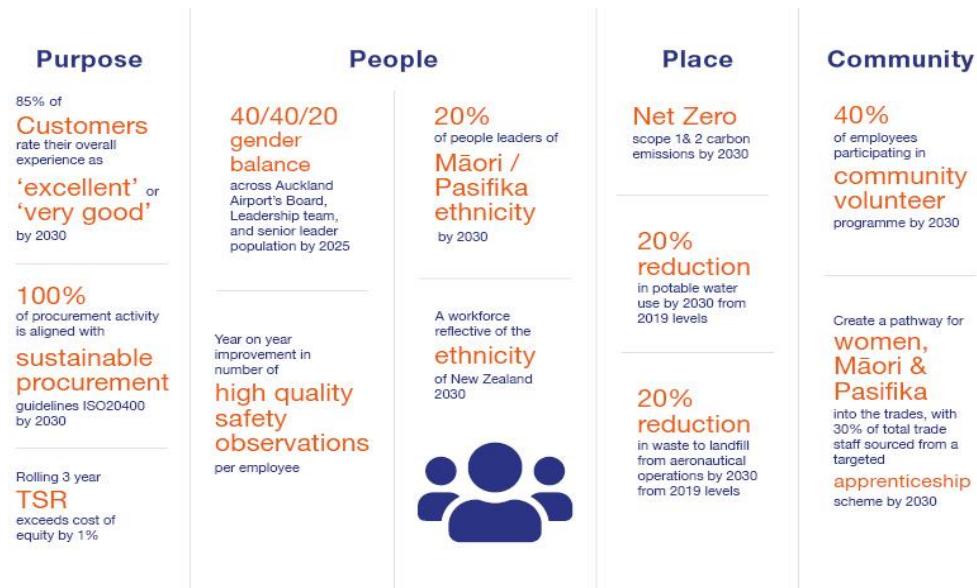 Purpose
85% of
Customers
rate their overall
experience as
‘excellent’ or
‘very good’
by 2030
100%
of procurement activity
is aligned with
sustainable
procurement
guidelines ISO20400
by 2030
Rolling 3 year
TSR
exceeds cost of
equity by 1%
People
40/40/20
gender
balance
across Auckland
Airport’s Board,
Leadership team,
and senior leader
population by 2025
Year on year
improvement in
number of
high quality
safety
observations
per employee
20%
of people leaders of
Māori /
Pasifika
ethnicity
by 2030
A workforce
reflective of the
ethnicity
of New Zealand
2030
Place
Net Zero
scope 1& 2 carbon
emissions by 2030
20%
reduction
in potable water
use by 2030 from
2019 levels
20%
reduction
in waste to landfill
from aeronautical
operations by 2030
from 2019 levels
Community
40%
of employees
participating in
community
volunteer
programme by 2030
Create a pathway for
women,
Māori &
Pasifika
into the trades, with
30% of total trade
staff sourced from a
targeted
apprenticeship
scheme by 2030